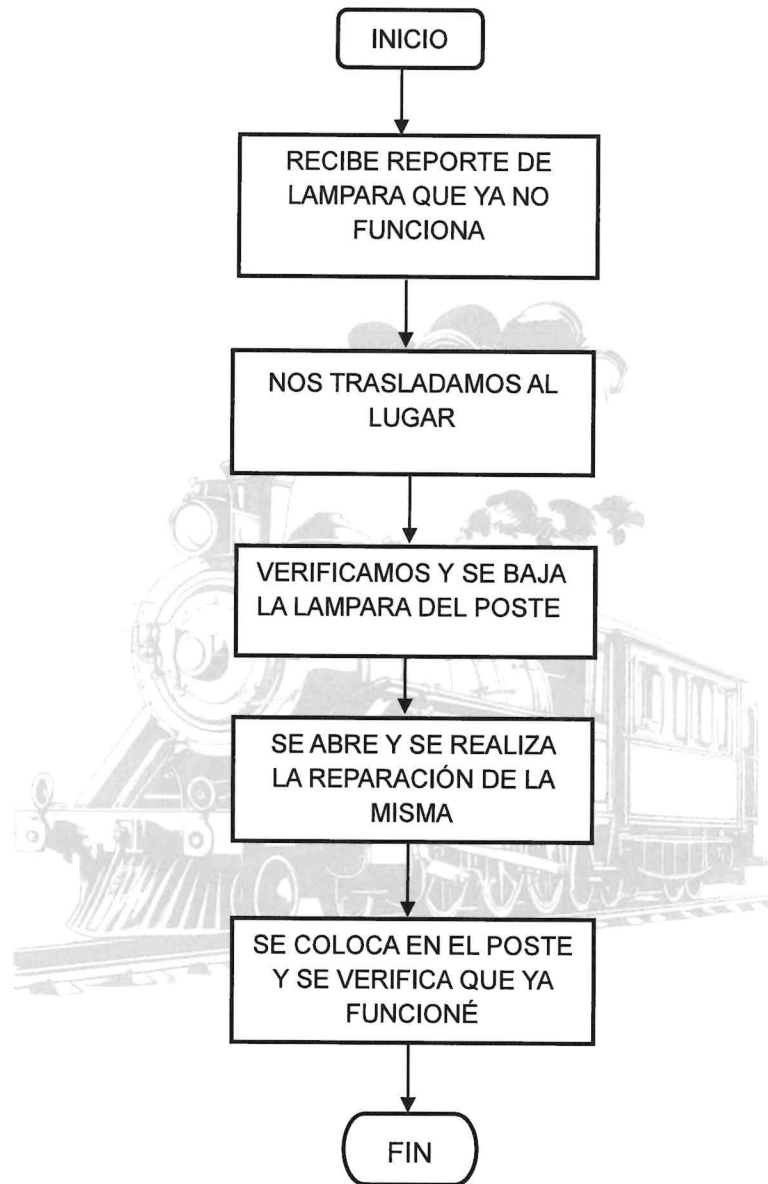 INICIO
RECIBE REPORTE DE
LAMPARA QUE YA NO
FUNCIONA
NOS TRASLADAMOS AL
LUGAR
VERIFICAMOS Y SE BAJA
LA LAMPARA DEL POSTE
SE ABRE Y SE REALIZA
LA REPARACIÓN DE LA
MISMA
SE COLOCA EN EL POSTE
Y SE VERIFICA QUE YA
FUNCIONÉ
FIN